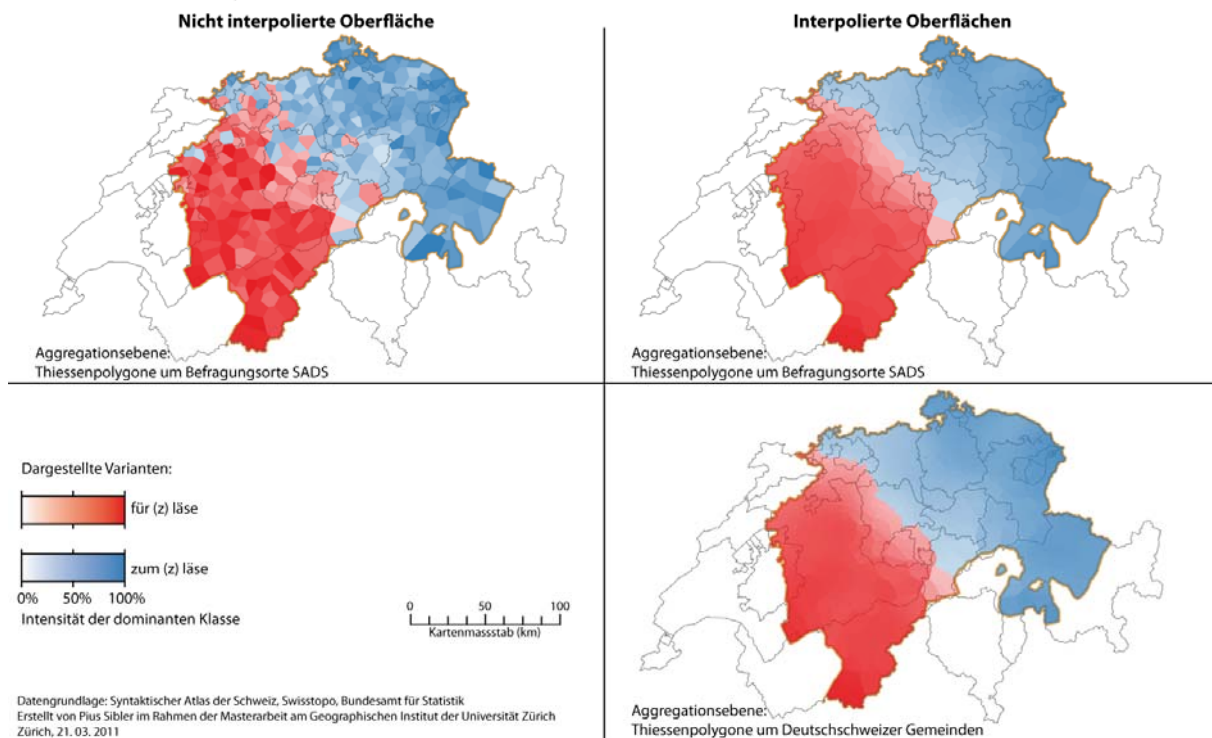 Nicht interpolierte Oberfläche
Interpolierte Oberflächen
Aggregationsebene:
Thiessenpolygone um Befragungsorte SADS
Aggregationsebene:
Thiessenpolygone um Befragungsorte SADS
Dargestellte Varianten:
für (z) läse
zum (z) läse
0% 50% 100%
Intensität der dominanten Klasse
0 50 100
Kartenmassstab (km)
Datengrundlage: Syntaktischer Atlas der Schweiz, Swisstopo, Bundesamt für Statistik
Erstellt von Pius Sibler im Rahmen der Masterarbeit am Geographischen Institut der Universität Zürich
Zürich, 21. 03. 2011
Aggregationsebene:
Thiessenpolygone um Deutschschweizer Gemeinden